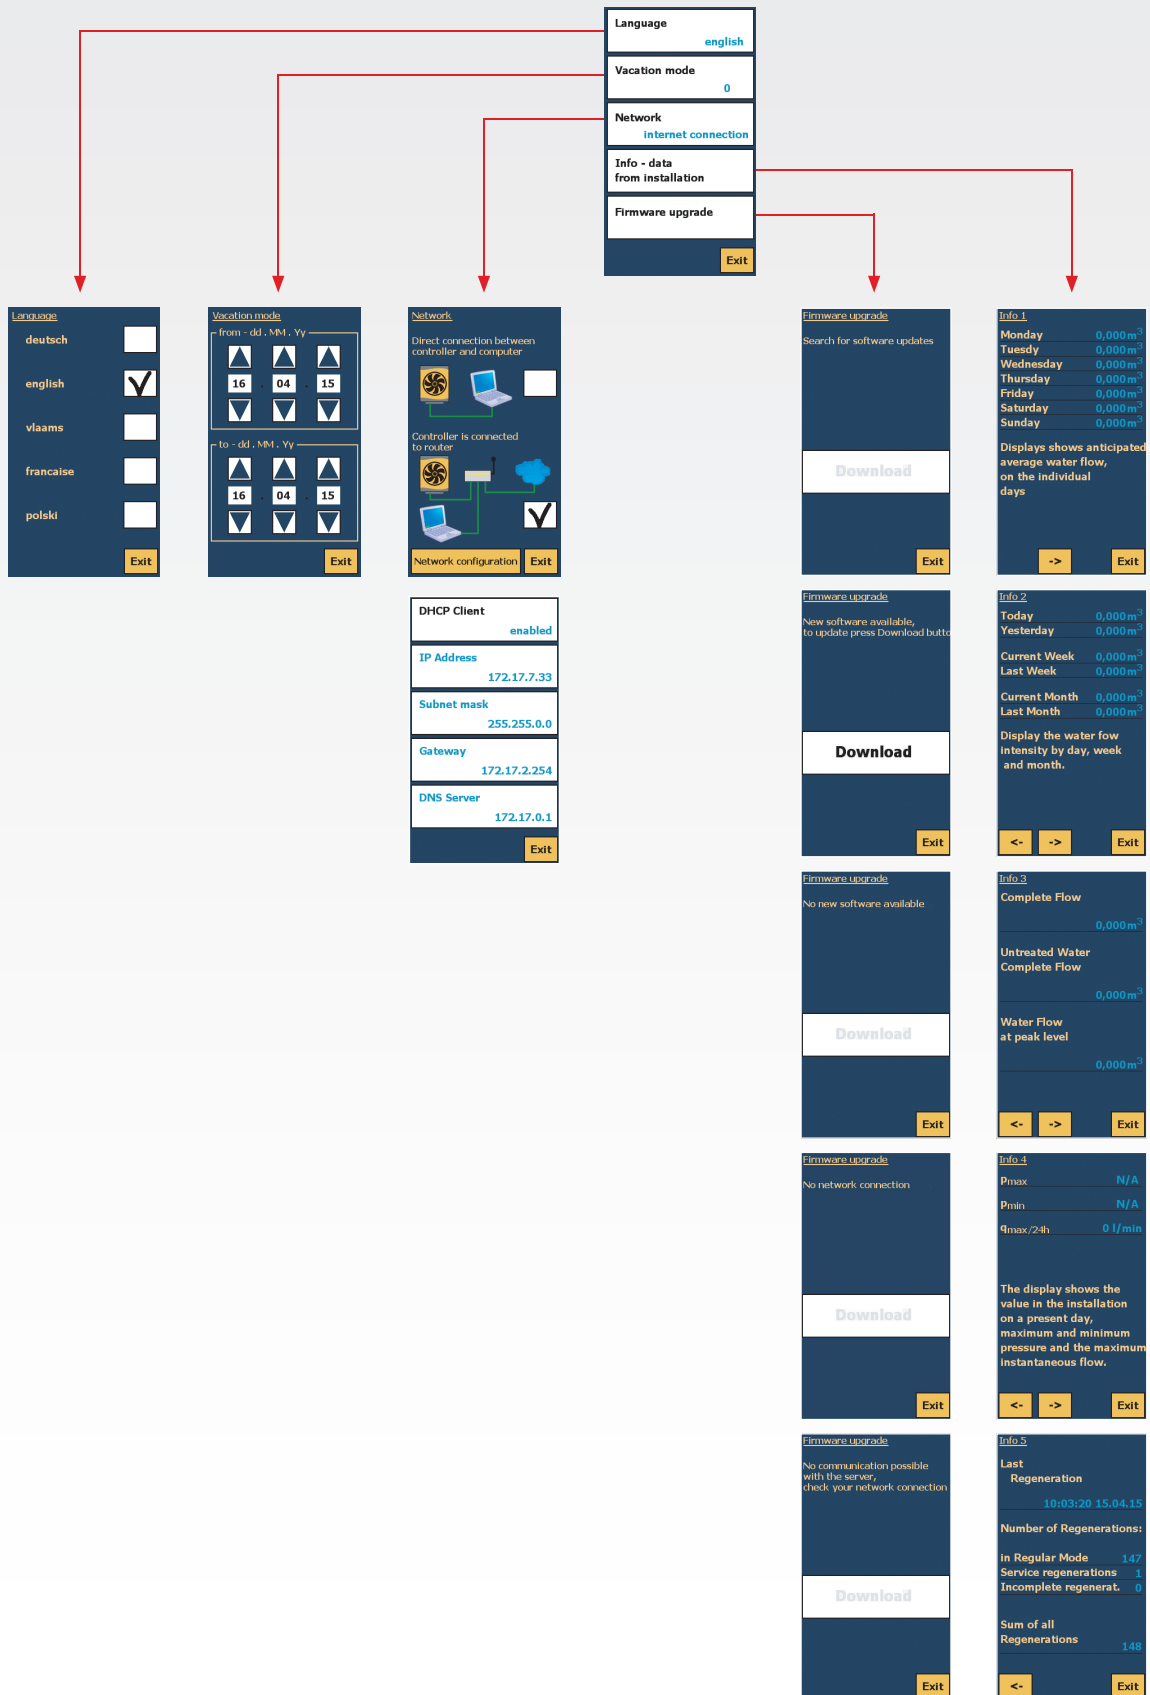 Language
english
Vacation mode
0
Network
internet connection
Info - data
from installation
Firmware upgrade
Exit
Language
deutsch
english
vlaams
francaise
polski
Exit
Vacation mode
from - dd . MM . Yy
16 . 04 . 15
to - dd . MM . Yy
16 . 04 . 15
Exit
Network
Direct connection between
controller and computer
Controller is connected
to router
Network configuration Exit
DHCP Client
enabled
IP Address
172.17.7.33
Subnet mask
255.255.0.0
Gateway
172.17.2.254
DNS Server
172.17.0.1
Exit
Firmware upgrade
Search for software updates
Download
Exit
Firmware upgrade
New software available,
to update press Download butto
Download
Exit
Firmware upgrade
No new software available
Download
Exit
Firmware upgrade
No network connection
Download
Exit
Firmware upgrade
No communication possible
with the server,
check your network connection
Download
Exit
Info 1
Monday 0,000m³
Tuesdy 0,000m³
Wednesday 0,000m³
Thursday 0,000m³
Friday 0,000m³
Saturday 0,000m³
Sunday 0,000m³
Displays shows anticipated
average water flow,
on the individual
days
-> Exit
Info 2
Today 0,000m³
Yesterday 0,000m³
Current Week 0,000m³
Last Week 0,000m³
Current Month 0,000m³
Last Month 0,000m³
Display the water fow
intensity by day, week
and month.
<- -> Exit
Info 3
Complete Flow
0,000m³
Untreated Water
Complete Flow
0,000m³
Water Flow
at peak level
0,000m³
<- -> Exit
Info 4
pmax N/A
pmin N/A
qmax/24h 0 l/min
The display shows the
value in the installation
on a present day,
maximum and minimum
pressure and the maximum
instantaneous flow.
<- -> Exit
Info 5
Last
Regeneration
10:03:20 15.04.15
Number of Regenerations:
in Regular Mode 147
Service regenerations 1
Incomplete regenerat. 0
Sum of all
Regenerations
148
<- Exit